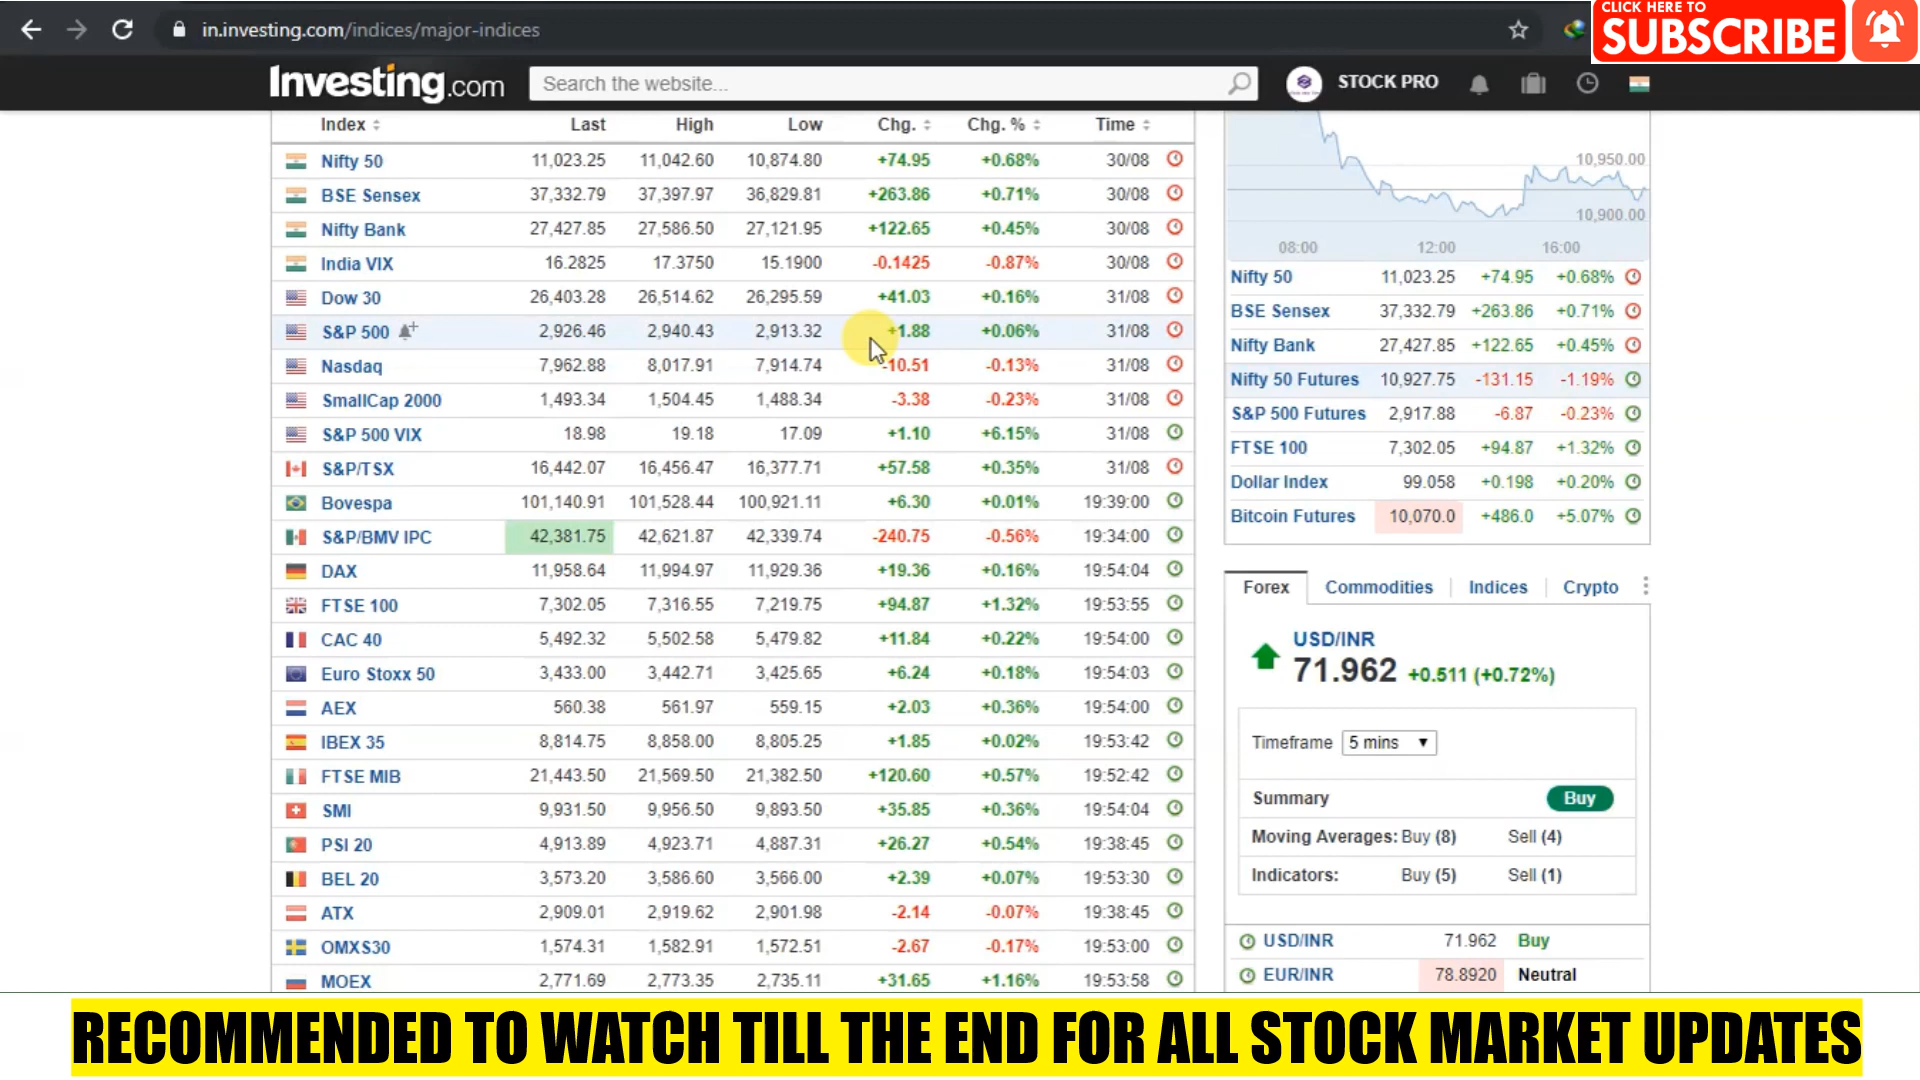 in.investing.com/indices/major-indices
CLICK HERE TO
SUBSCRIBE
Investing.com
Search the website...
STOCK PRO
Index Last High Low Chg. Chg. % Time
Nifty 50 11,023.25 11,042.60 10,874.80 +74.95 +0.68% 30/08
BSE Sensex 37,332.79 37,397.97 36,829.81 +263.86 +0.71% 30/08
Nifty Bank 27,427.85 27,586.50 27,121.95 +122.65 +0.45% 30/08
India VIX 16.2825 17.3750 15.1900 -0.1425 -0.87% 30/08
Dow 30 26,403.28 26,514.62 26,295.59 +41.03 +0.16% 31/08
S&P 500 2,926.46 2,940.43 2,913.32 +1.88 +0.06% 31/08
Nasdaq 7,962.88 8,017.91 7,914.74 -10.51 -0.13% 31/08
SmallCap 2000 1,493.34 1,504.45 1,488.34 -3.38 -0.23% 31/08
S&P 500 VIX 18.98 19.18 17.09 +1.10 +6.15% 31/08
S&P/TSX 16,442.07 16,456.47 16,377.71 +57.58 +0.35% 31/08
Bovespa 101,140.91 101,528.44 100,921.11 +6.30 +0.01% 19:39:00
S&P/BMV IPC 42,381.75 42,621.87 42,339.74 -240.75 -0.56% 19:34:00
DAX 11,958.64 11,994.97 11,929.36 +19.36 +0.16% 19:54:04
FTSE 100 7,302.05 7,316.55 7,219.75 +94.87 +1.32% 19:53:55
CAC 40 5,492.32 5,502.58 5,479.82 +11.84 +0.22% 19:54:00
Euro Stoxx 50 3,433.00 3,442.71 3,425.65 +6.24 +0.18% 19:54:03
AEX 560.38 561.97 559.15 +2.03 +0.36% 19:54:00
IBEX 35 8,814.75 8,858.00 8,805.25 +1.85 +0.02% 19:53:42
FTSE MIB 21,443.50 21,569.50 21,382.50 +120.60 +0.57% 19:52:42
SMI 9,931.50 9,956.50 9,893.50 +35.85 +0.36% 19:54:04
PSI 20 4,913.89 4,923.71 4,887.31 +26.27 +0.54% 19:38:45
BEL 20 3,573.20 3,586.60 3,566.00 +2.39 +0.07% 19:53:30
ATX 2,909.01 2,919.62 2,901.98 -2.14 -0.07% 19:38:45
OMXS30 1,574.31 1,582.91 1,572.51 -2.67 -0.17% 19:53:00
MOEX 2,771.69 2,773.35 2,735.11 +31.65 +1.16% 19:53:58
10,950.00
10,900.00
08:00 12:00 16:00
Nifty 50 11,023.25 +74.95 +0.68%
BSE Sensex 37,332.79 +263.86 +0.71%
Nifty Bank 27,427.85 +122.65 +0.45%
Nifty 50 Futures 10,927.75 -131.15 -1.19%
S&P 500 Futures 2,917.88 -6.87 -0.23%
FTSE 100 7,302.05 +94.87 +1.32%
Dollar Index 99.058 +0.198 +0.20%
Bitcoin Futures 10,070.0 +486.0 +5.07%
Forex Commodities Indices Crypto
USD/INR
71.962 +0.511 (+0.72%)
Timeframe 5 mins
Summary Buy
Moving Averages: Buy (8) Sell (4)
Indicators: Buy (5) Sell (1)
USD/INR 71.962 Buy
EUR/INR 78.8920 Neutral
RECOMMENDED TO WATCH TILL THE END FOR ALL STOCK MARKET UPDATES